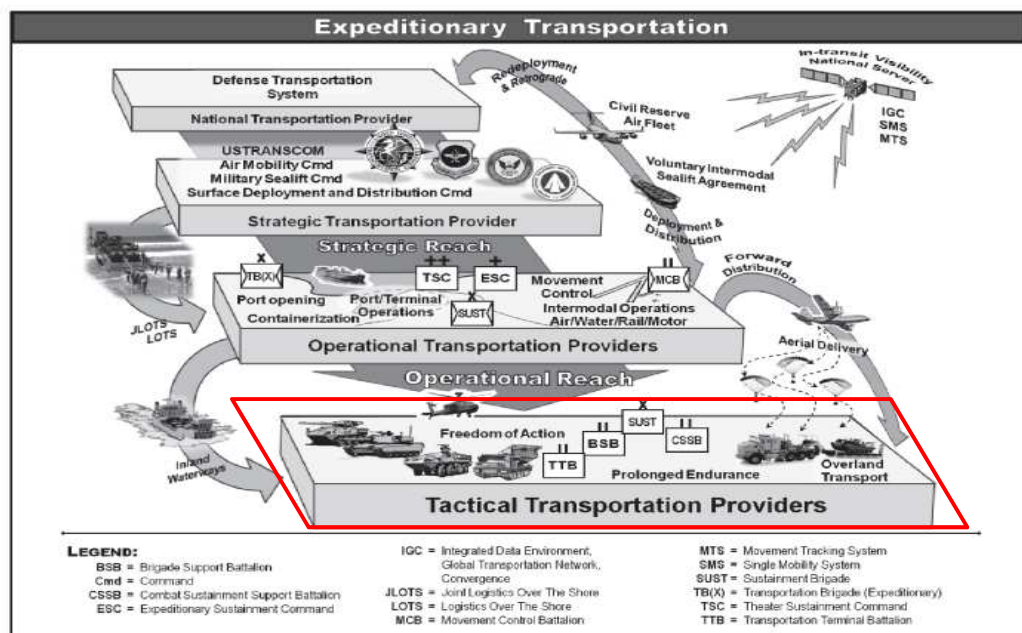 Expeditionary Transportation
Defense Transportation
System
National Transportation Provider
USTRANSCOM
Air Mobility Cmd
Military Sealift Cmd
Surface Deployment and Distribution Cmd
Strategic Transportation Provider
Strategic Reach
Redeployment
& Retrograde
Civil Reserve
Air Fleet
Voluntary Intermodal
Sealift Agreement
Deployment &
Distribution
In-transit Visibility
National Server
IGC
SMS
MTS
Forward
Distribution
Aerial Delivery
JLOTS
LOTS
X
TB(X)
++
TSC
+
ESC
X
SUST
II
MCB
Port opening
Containerization
Port/Terminal
Operations
Movement
Control
Intermodal Operations
Air/Water/Rail/Motor
Operational Transportation Providers
Operational Reach
Inland
Waterways
Freedom of Action
II
TTB
II
BSB
X
SUST
II
CSSB
Prolonged Endurance
Overland
Transport
Tactical Transportation Providers
LEGEND:
BSB = Brigade Support Battalion
Cmd = Command
CSSB = Combat Sustainment Support Battalion
ESC = Expeditionary Sustainment Command
IGC = Integrated Data Environment,
Global Transportation Network,
Convergence
JLOTS = Joint Logistics Over The Shore
LOTS = Logistics Over The Shore
MCB = Movement Control Battalion
MTS = Movement Tracking System
SMS = Single Mobility System
SUST = Sustainment Brigade
TB(X) = Transportation Brigade (Expeditionary)
TSC = Theater Sustainment Command
TTB = Transportation Terminal Battalion